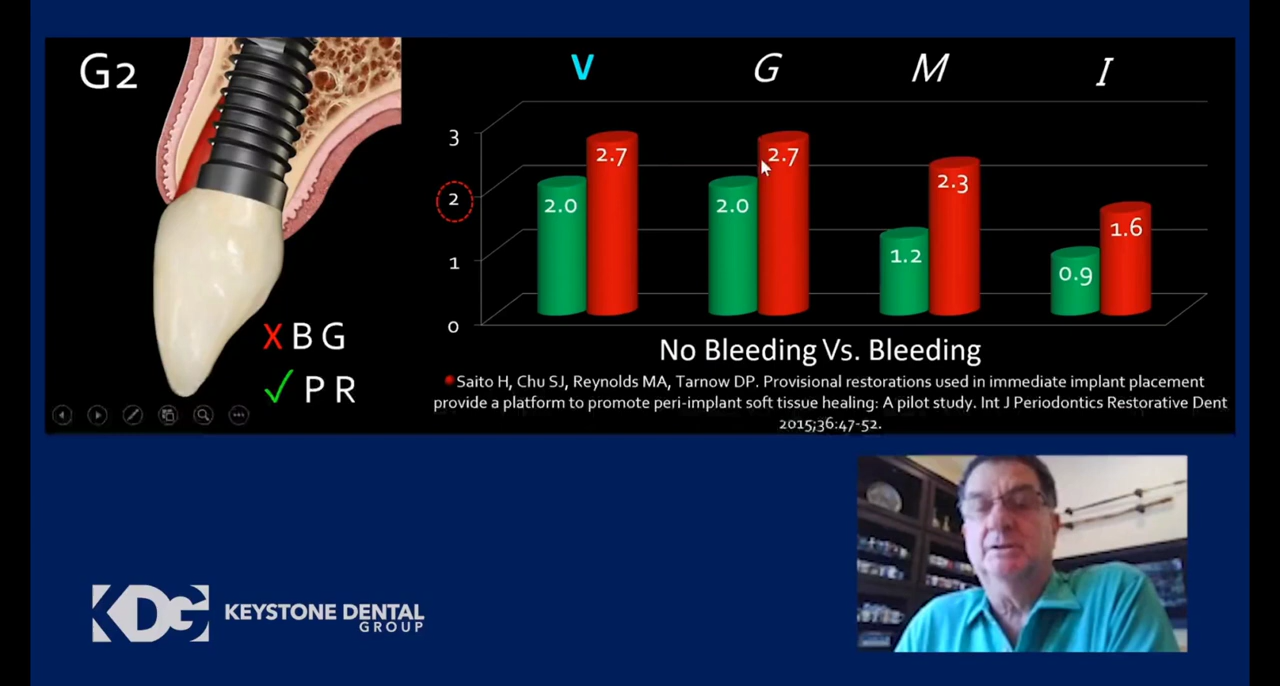 G2
V G M I
3
2
1
0
2.0 2.7 2.0 2.7 1.2 2.3 0.9 1.6
X B G
✓ P R
No Bleeding Vs. Bleeding
Saito H, Chu SJ, Reynolds MA, Tarnow DP. Provisional restorations used in immediate implant placement
provide a platform to promote peri-implant soft tissue healing: A pilot study. Int J Periodontics Restorative Dent
2015;36:47-52.
KDG KEYSTONE DENTAL
GROUP